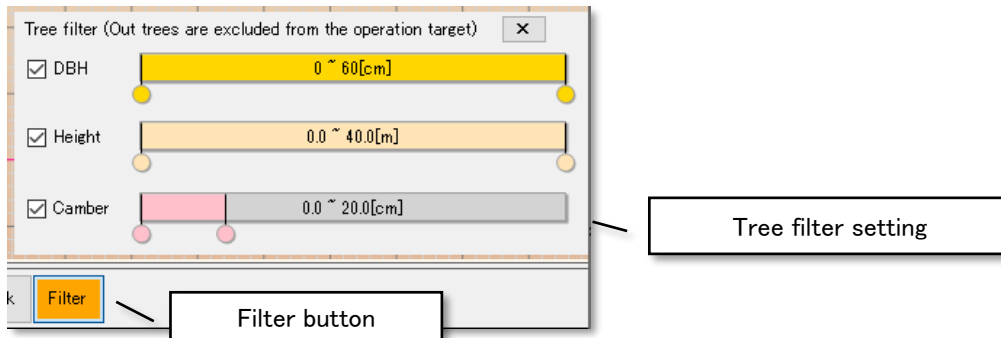 Tree filter (Out trees are excluded from the operation target)
DBH
0 ~ 60[cm]
Height
0.0 ~ 40.0[m]
Camber
0.0 ~ 20.0[cm]
Tree filter setting
k
Filter
Filter button